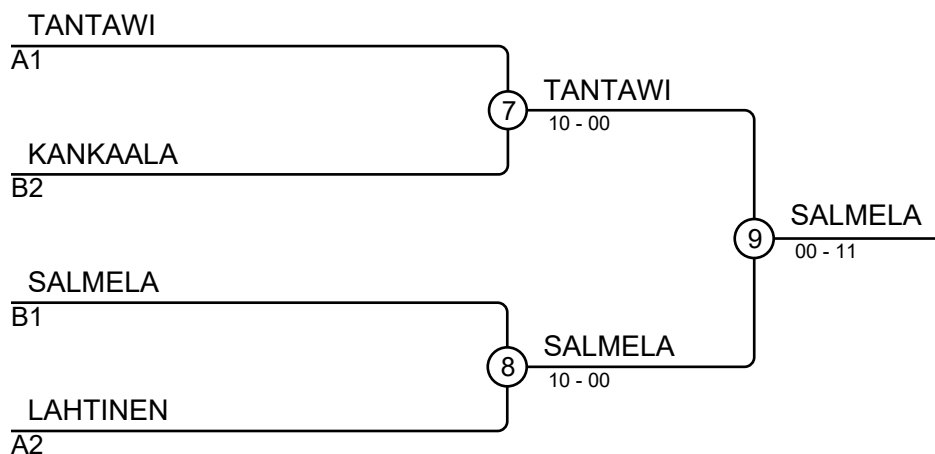 TANTAWI
A1
7
TANTAWI
10 - 00
KANKAALA
B2
9
SALMELA
00 - 11
SALMELA
B1
8
SALMELA
10 - 00
LAHTINEN
A2